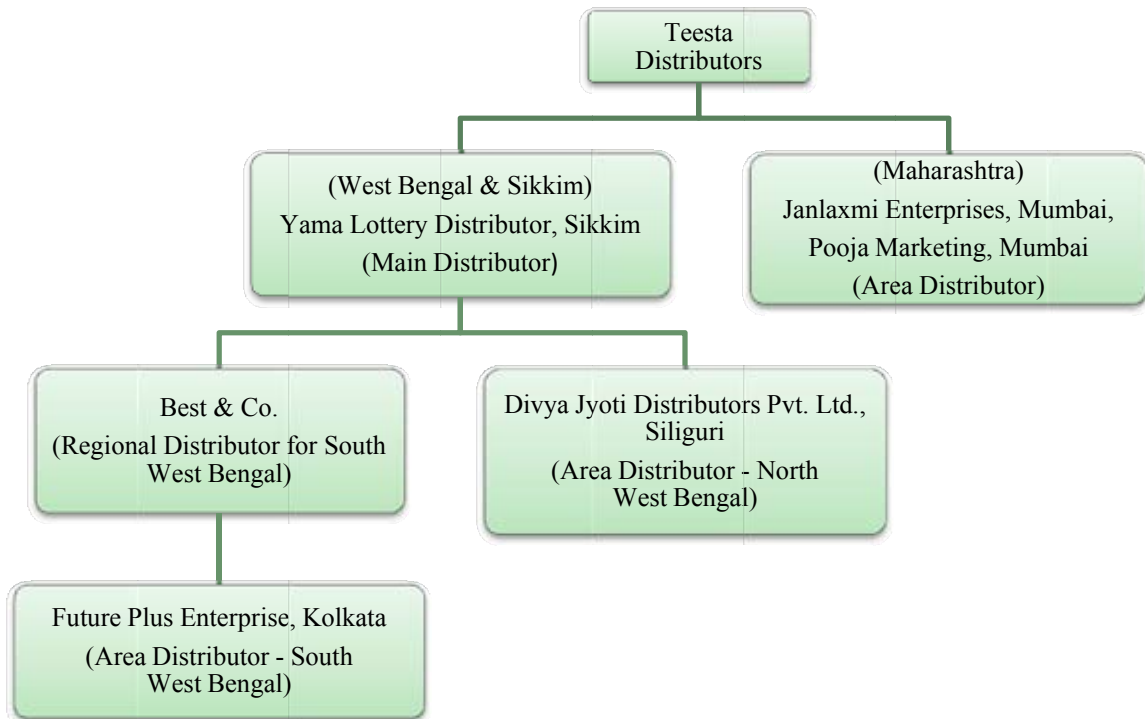 Teesta
Distributors
(West Bengal & Sikkim)
Yama Lottery Distributor, Sikkim
(Main Distributor)
(Maharashtra)
Janlaxmi Enterprises, Mumbai,
Pooja Marketing, Mumbai
(Area Distributor)
Best & Co.
(Regional Distributor for South
West Bengal)
Divya Jyoti Distributors Pvt. Ltd.,
Siliguri
(Area Distributor - North
West Bengal)
Future Plus Enterprise, Kolkata
(Area Distributor - South
West Bengal)